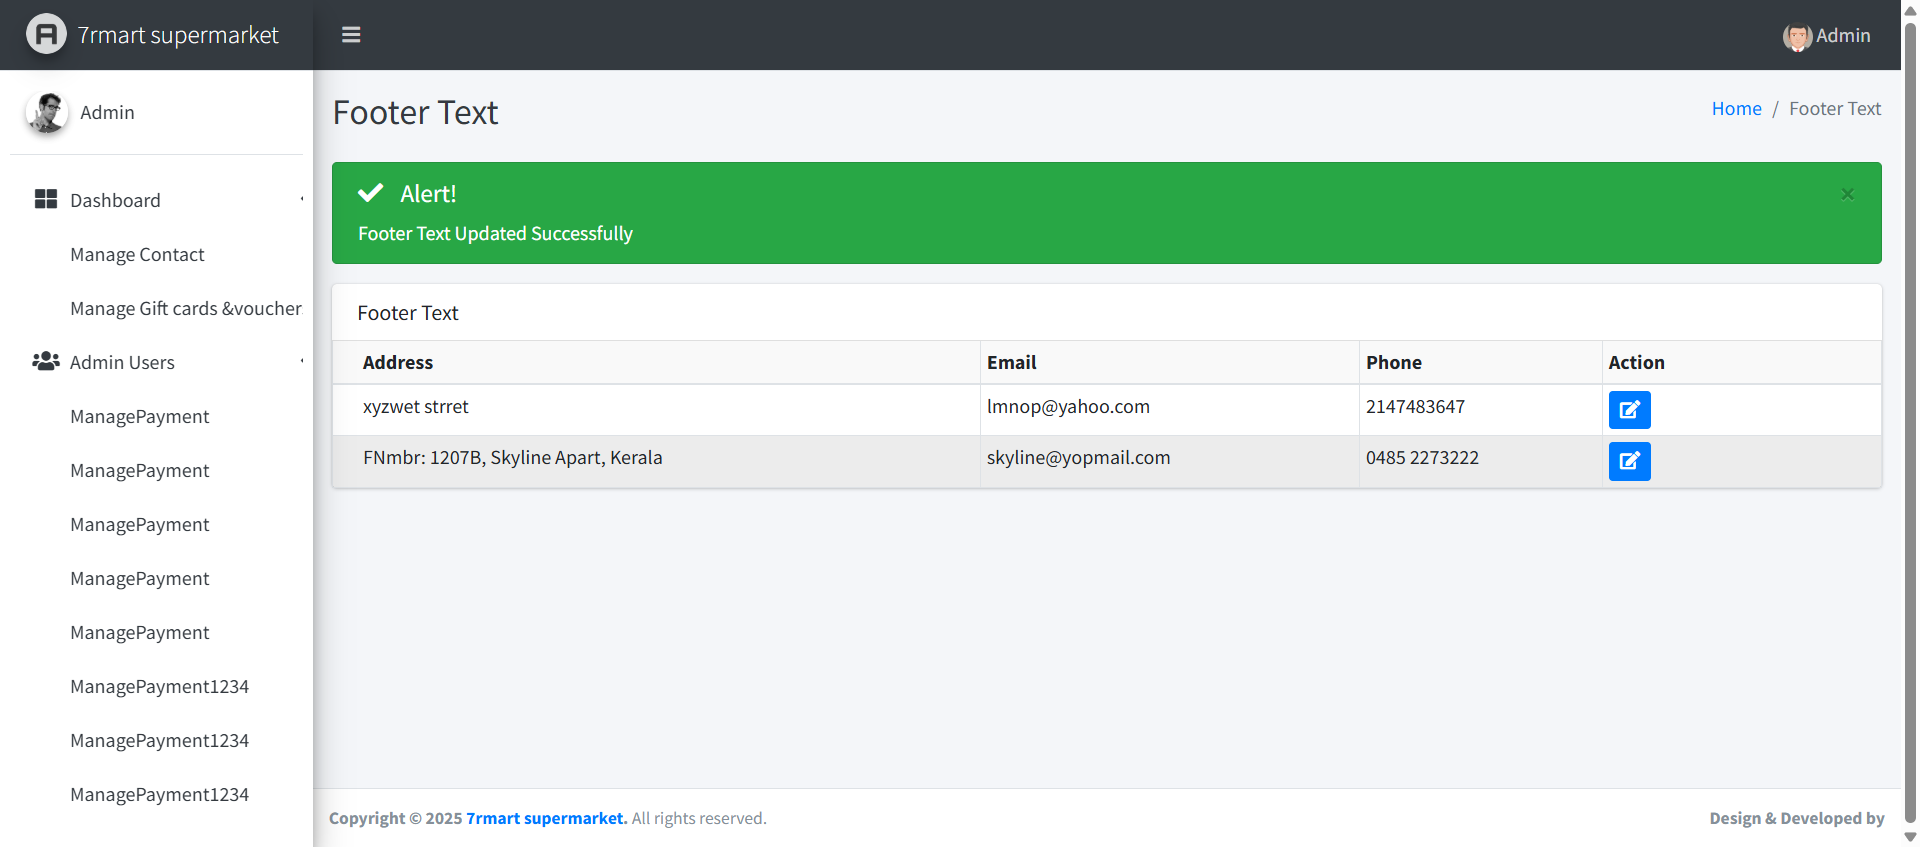 7rmart supermarket
Admin
Admin
Dashboard
Manage Contact
Manage Gift cards &voucher
Admin Users
ManagePayment
ManagePayment
ManagePayment
ManagePayment
ManagePayment
ManagePayment1234
ManagePayment1234
ManagePayment1234
Footer Text
Home / Footer Text
Alert!
×
Footer Text Updated Successfully
Footer Text
Address Email Phone Action
xyzwet strret lmnop@yahoo.com 2147483647
FNmbr: 1207B, Skyline Apart, Kerala skyline@yopmail.com 0485 2273222
Copyright © 2025 7rmart supermarket. All rights reserved.
Design & Developed by